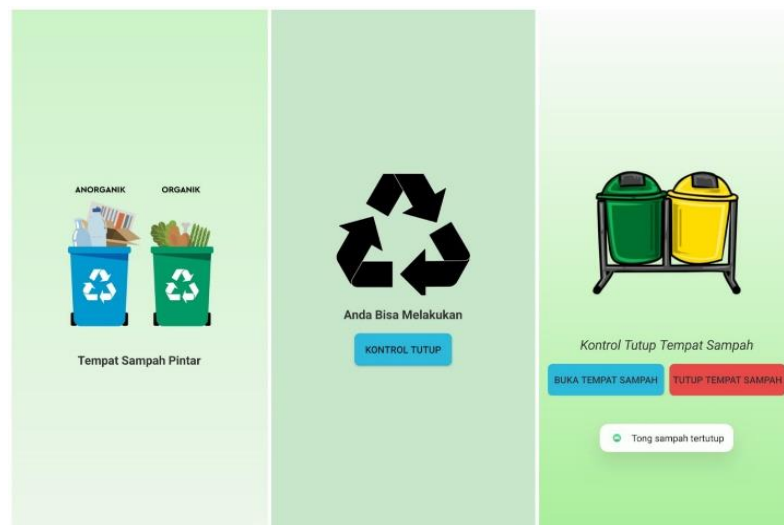 ANORGANIK ORGANIK
Tempat Sampah Pintar
Anda Bisa Melakukan
KONTROL TUTUP
Kontrol Tutup Tempat Sampah
BUKA TEMPAT SAMPAH TUTUP TEMPAT SAMPAH
Tong sampah tertutup